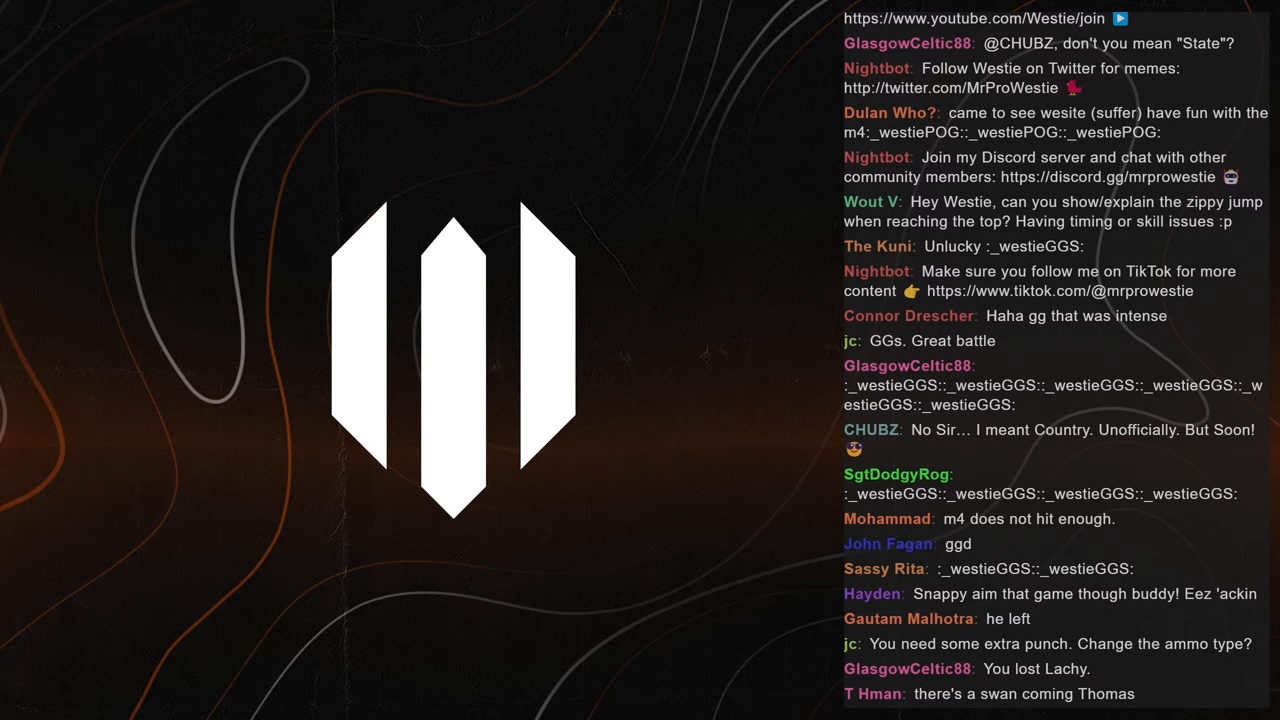 https://www.youtube.com/Westie/join ▶️
GlasgowCeltic88: @CHUBZ, don't you mean "State"?
Nightbot: Follow Westie on Twitter for memes:
http://twitter.com/MrProWestie 🐦
Dulan Who?: came to see wesite (suffer) have fun with the
m4:_westiePOG::_westiePOG::_westiePOG:
Nightbot: Join my Discord server and chat with other
community members: https://discord.gg/mrprowestie 🤖
Wout V: Hey Westie, can you show/explain the zippy jump
when reaching the top? Having timing or skill issues :p
The Kuni: Unlucky :_westieGGS:
Nightbot: Make sure you follow me on TikTok for more
content 👉 https://www.tiktok.com/@mrprowestie
Connor Drescher: Haha gg that was intense
jc: GGs. Great battle
GlasgowCeltic88:
:_westieGGS::_westieGGS::_westieGGS::_westieGGS::_w
estieGGS::_westieGGS:
CHUBZ: No Sir... I meant Country. Unofficially. But Soon!
😎
SgtDodgyRog:
:_westieGGS::_westieGGS::_westieGGS::_westieGGS:
Mohammad: m4 does not hit enough.
John Fagan: ggd
Sassy Rita: :_westieGGS::_westieGGS:
Hayden: Snappy aim that game though buddy! Eez 'ackin
Gautam Malhotra: he left
jc: You need some extra punch. Change the ammo type?
GlasgowCeltic88: You lost Lachy.
T Hman: there's a swan coming Thomas